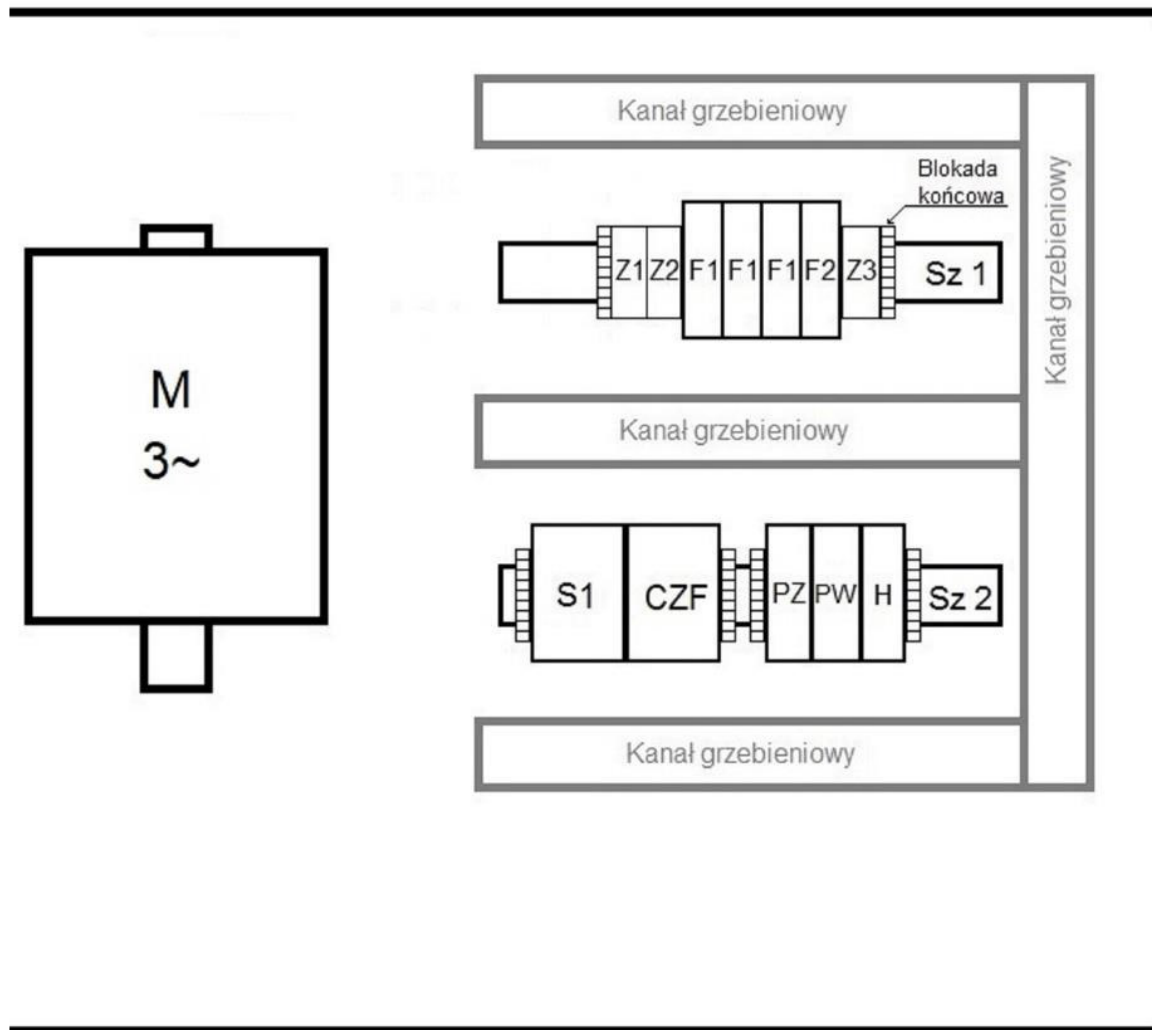 Kanał grzebieniowy
Blokada
końcowa
Z1 Z2 F1 F1 F1 F2 Z3 Sz 1
Kanał grzebieniowy
M
3~
Kanał grzebieniowy
S1 CZF PZ PW H Sz 2
Kanał grzebieniowy